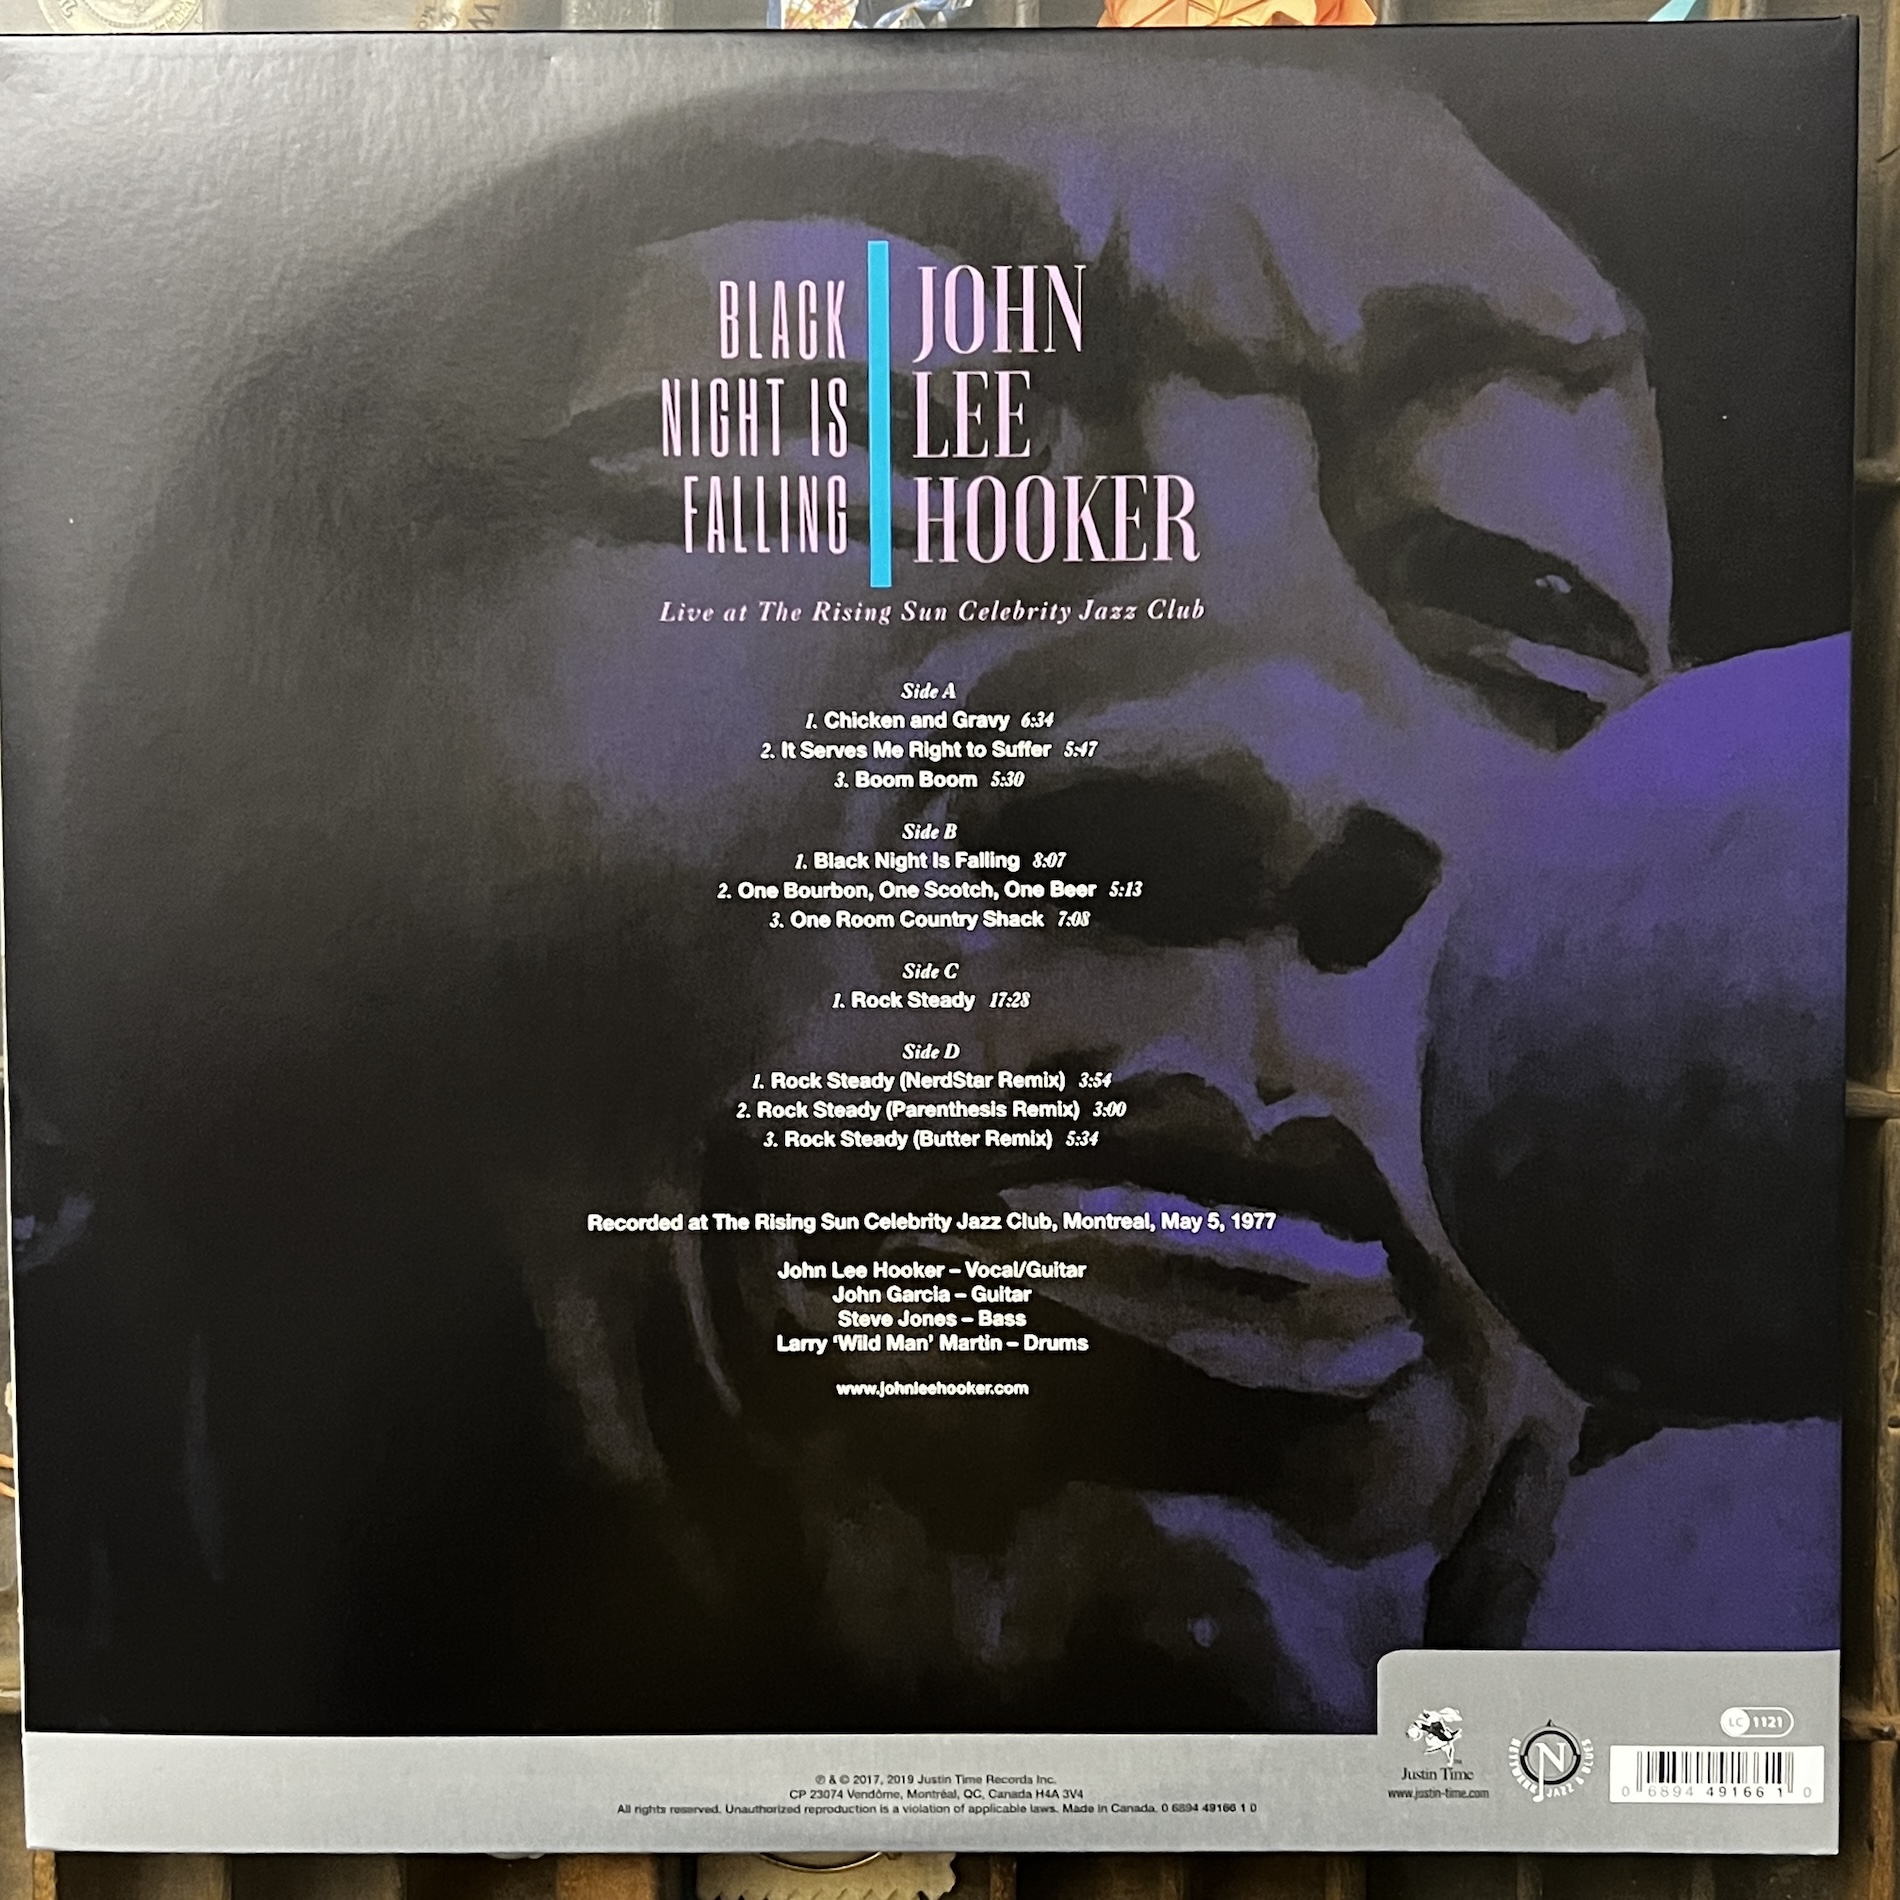 BLACK
NIGHT IS
FALLING
JOHN
LEE
HOOKER
Live at The Rising Sun Celebrity Jazz Club
Side A
1. Chicken and Gravy 6:34
2. It Serves Me Right to Suffer 5:47
3. Boom Boom 5:30
Side B
1. Black Night Is Falling 8:07
2. One Bourbon, One Scotch, One Beer 5:13
3. One Room Country Shack 7:08
Side C
1. Rock Steady 17:28
Side D
1. Rock Steady (NerdStar Remix) 3:54
2. Rock Steady (Parenthesis Remix) 3:00
3. Rock Steady (Butter Remix) 5:34
Recorded at The Rising Sun Celebrity Jazz Club, Montreal, May 5, 1977
John Lee Hooker – Vocal/Guitar
John Garcia – Guitar
Steve Jones – Bass
Larry ‘Wild Man’ Martin – Drums
www.johnleehooker.com
℗ & © 2017, 2019 Justin Time Records Inc.
CP 23074 Vendôme, Montréal, QC, Canada H4A 3V4
All rights reserved. Unauthorized reproduction is a violation of applicable laws. Made in Canada. 0 6894 49166 1 0
Justin Time
www.justin-time.com
N
JAZZ & BLUES
LC 1121
0 6894 49166 1 0